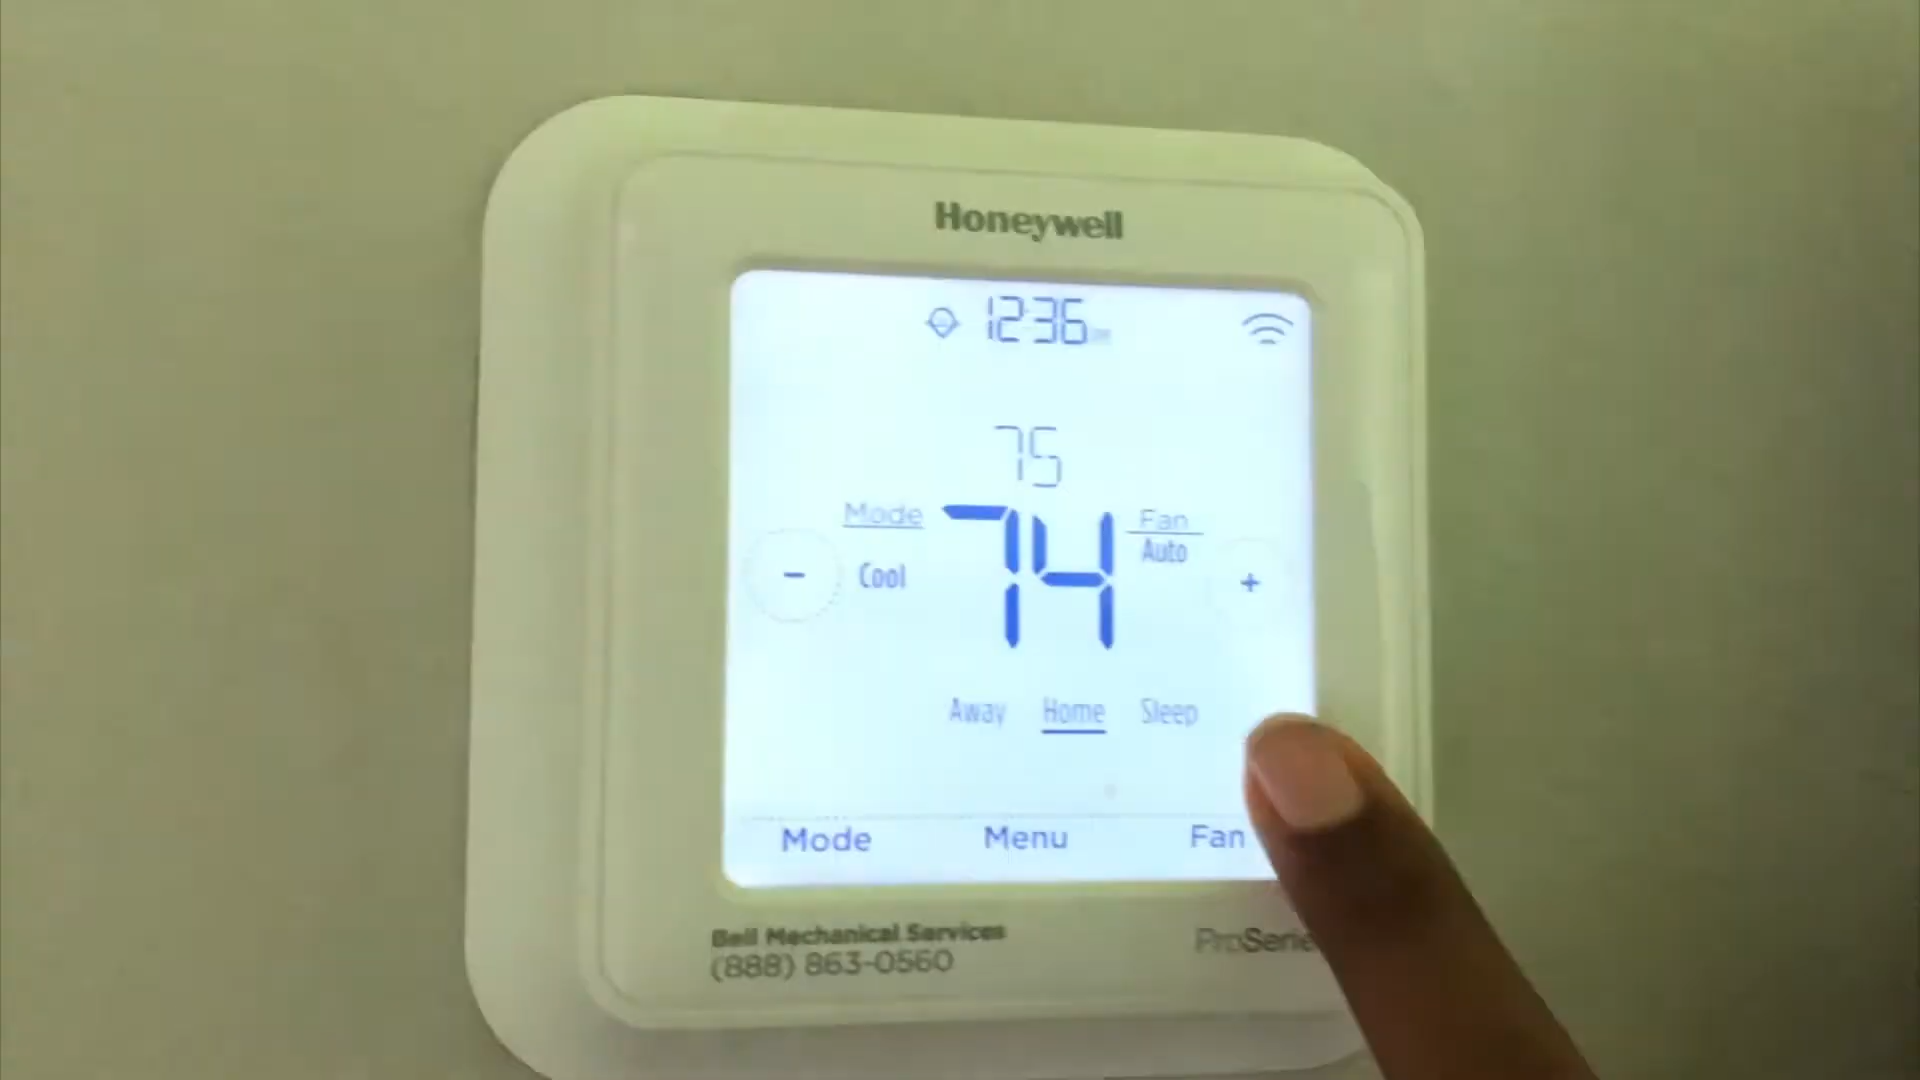 Honeywell
12:36
75
Mode
Cool
74
Fan
Auto
-
+
Away Home Sleep
Mode Menu Fan
Bell Mechanical Services
(888) 863-0560
ProSerie